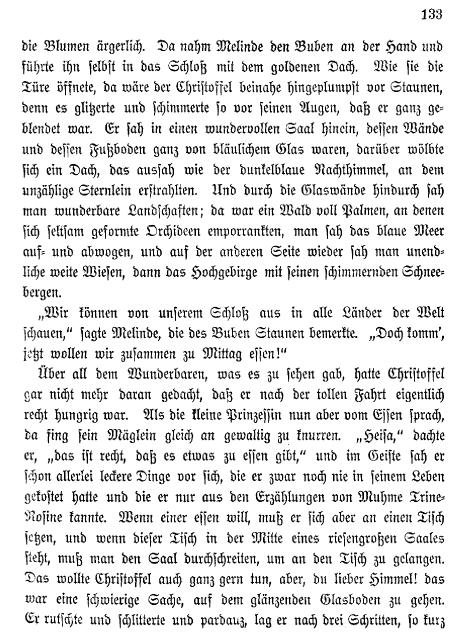 133
die Blumen ärgerlich. Da nahm Melinde den Buben an der Hand und
führte ihn selbst in das Schloß mit dem goldenen Dach. Wie sie die
Türe öffnete, da wäre der Christoffel beinahe hingeplumpst vor Staunen,
denn es glitzerte und schimmerte so vor seinen Augen, daß er ganz ge-
blendet war. Er sah in einen wundervollen Saal hinein, dessen Wände
und dessen Fußboden ganz von bläulichem Glas waren, darüber wölbte
sich ein Dach, das aussah wie der dunkelblaue Nachthimmel, an dem
unzählige Sternlein erstrahlten. Und durch die Glaswände hindurch sah
man wunderbare Landschaften; da war ein Wald voll Palmen, an denen
sich seltsam geformte Orchideen emporrankten, man sah das blaue Meer
auf- und abwogen, und auf der anderen Seite wieder sah man unend-
liche weite Wiesen, dann das Hochgebirge mit seinen schimmernden Schnee-
bergen.
„Wir können von unserem Schloß aus in alle Länder der Welt
schauen,“ sagte Melinde, die des Buben Staunen bemerkte. „Doch komm',
jetzt wollen wir zusammen zu Mittag essen!“
Über all dem Wunderbaren, was es zu sehen gab, hatte Christoffel
gar nicht mehr daran gedacht, daß er nach der tollen Fahrt eigentlich
recht hungrig war. Als die kleine Prinzessin nun aber vom Essen sprach,
da fing sein Mäglein gleich an gewaltig zu knurren. „Heisa,“ dachte
er, „das ist recht, daß es etwas zu essen gibt,“ und im Geiste sah er
schon allerlei leckere Dinge vor sich, die er zwar noch nie in seinem Leben
gekostet hatte und die er nur aus den Erzählungen von Muhme Trine-
Rosine kannte. Wenn einer essen will, muß er sich aber an einen Tisch
setzen, und wenn dieser Tisch in der Mitte eines riesengroßen Saales
steht, muß man den Saal durchschreiten, um an den Tisch zu gelangen.
Das wollte Christoffel auch ganz gern tun, aber, du lieber Himmel! das
war eine schwierige Sache, auf dem glänzenden Glasboden zu gehen.
Er rutschte und schlitterte und pardauz, lag er nach drei Schritten, so kurz